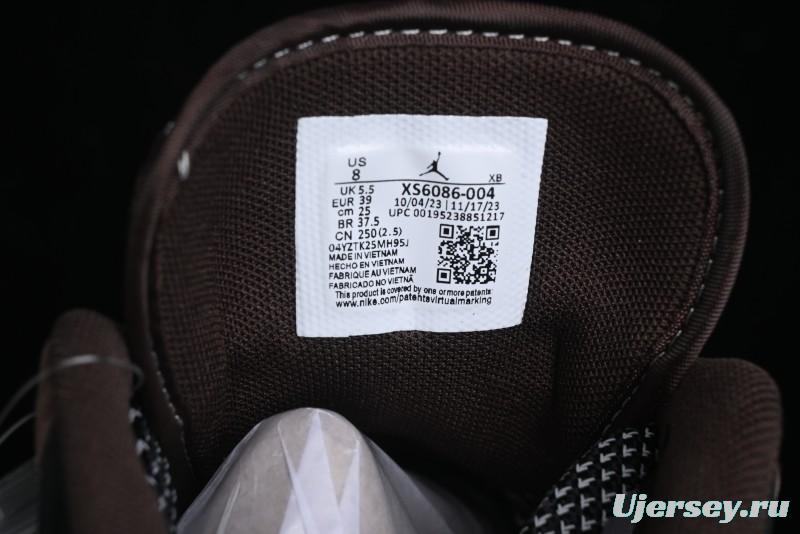 US
8
XB
UK 5.5
XS6086-004
EUR 39
10/04/23 | 11/17/23
cm 25
UPC 00195238851217
BR 37.5
CN 250 (2.5)
04YZTK25MH95J
MADE IN VIETNAM
HECHO EN VIETNAM
FABRIQUE AU VIETNAM
FABRICADO NO VIETNÃ
This product is covered by one or more patents:
www.nike.com/patentsvirtualmarking
Ujersey.ru